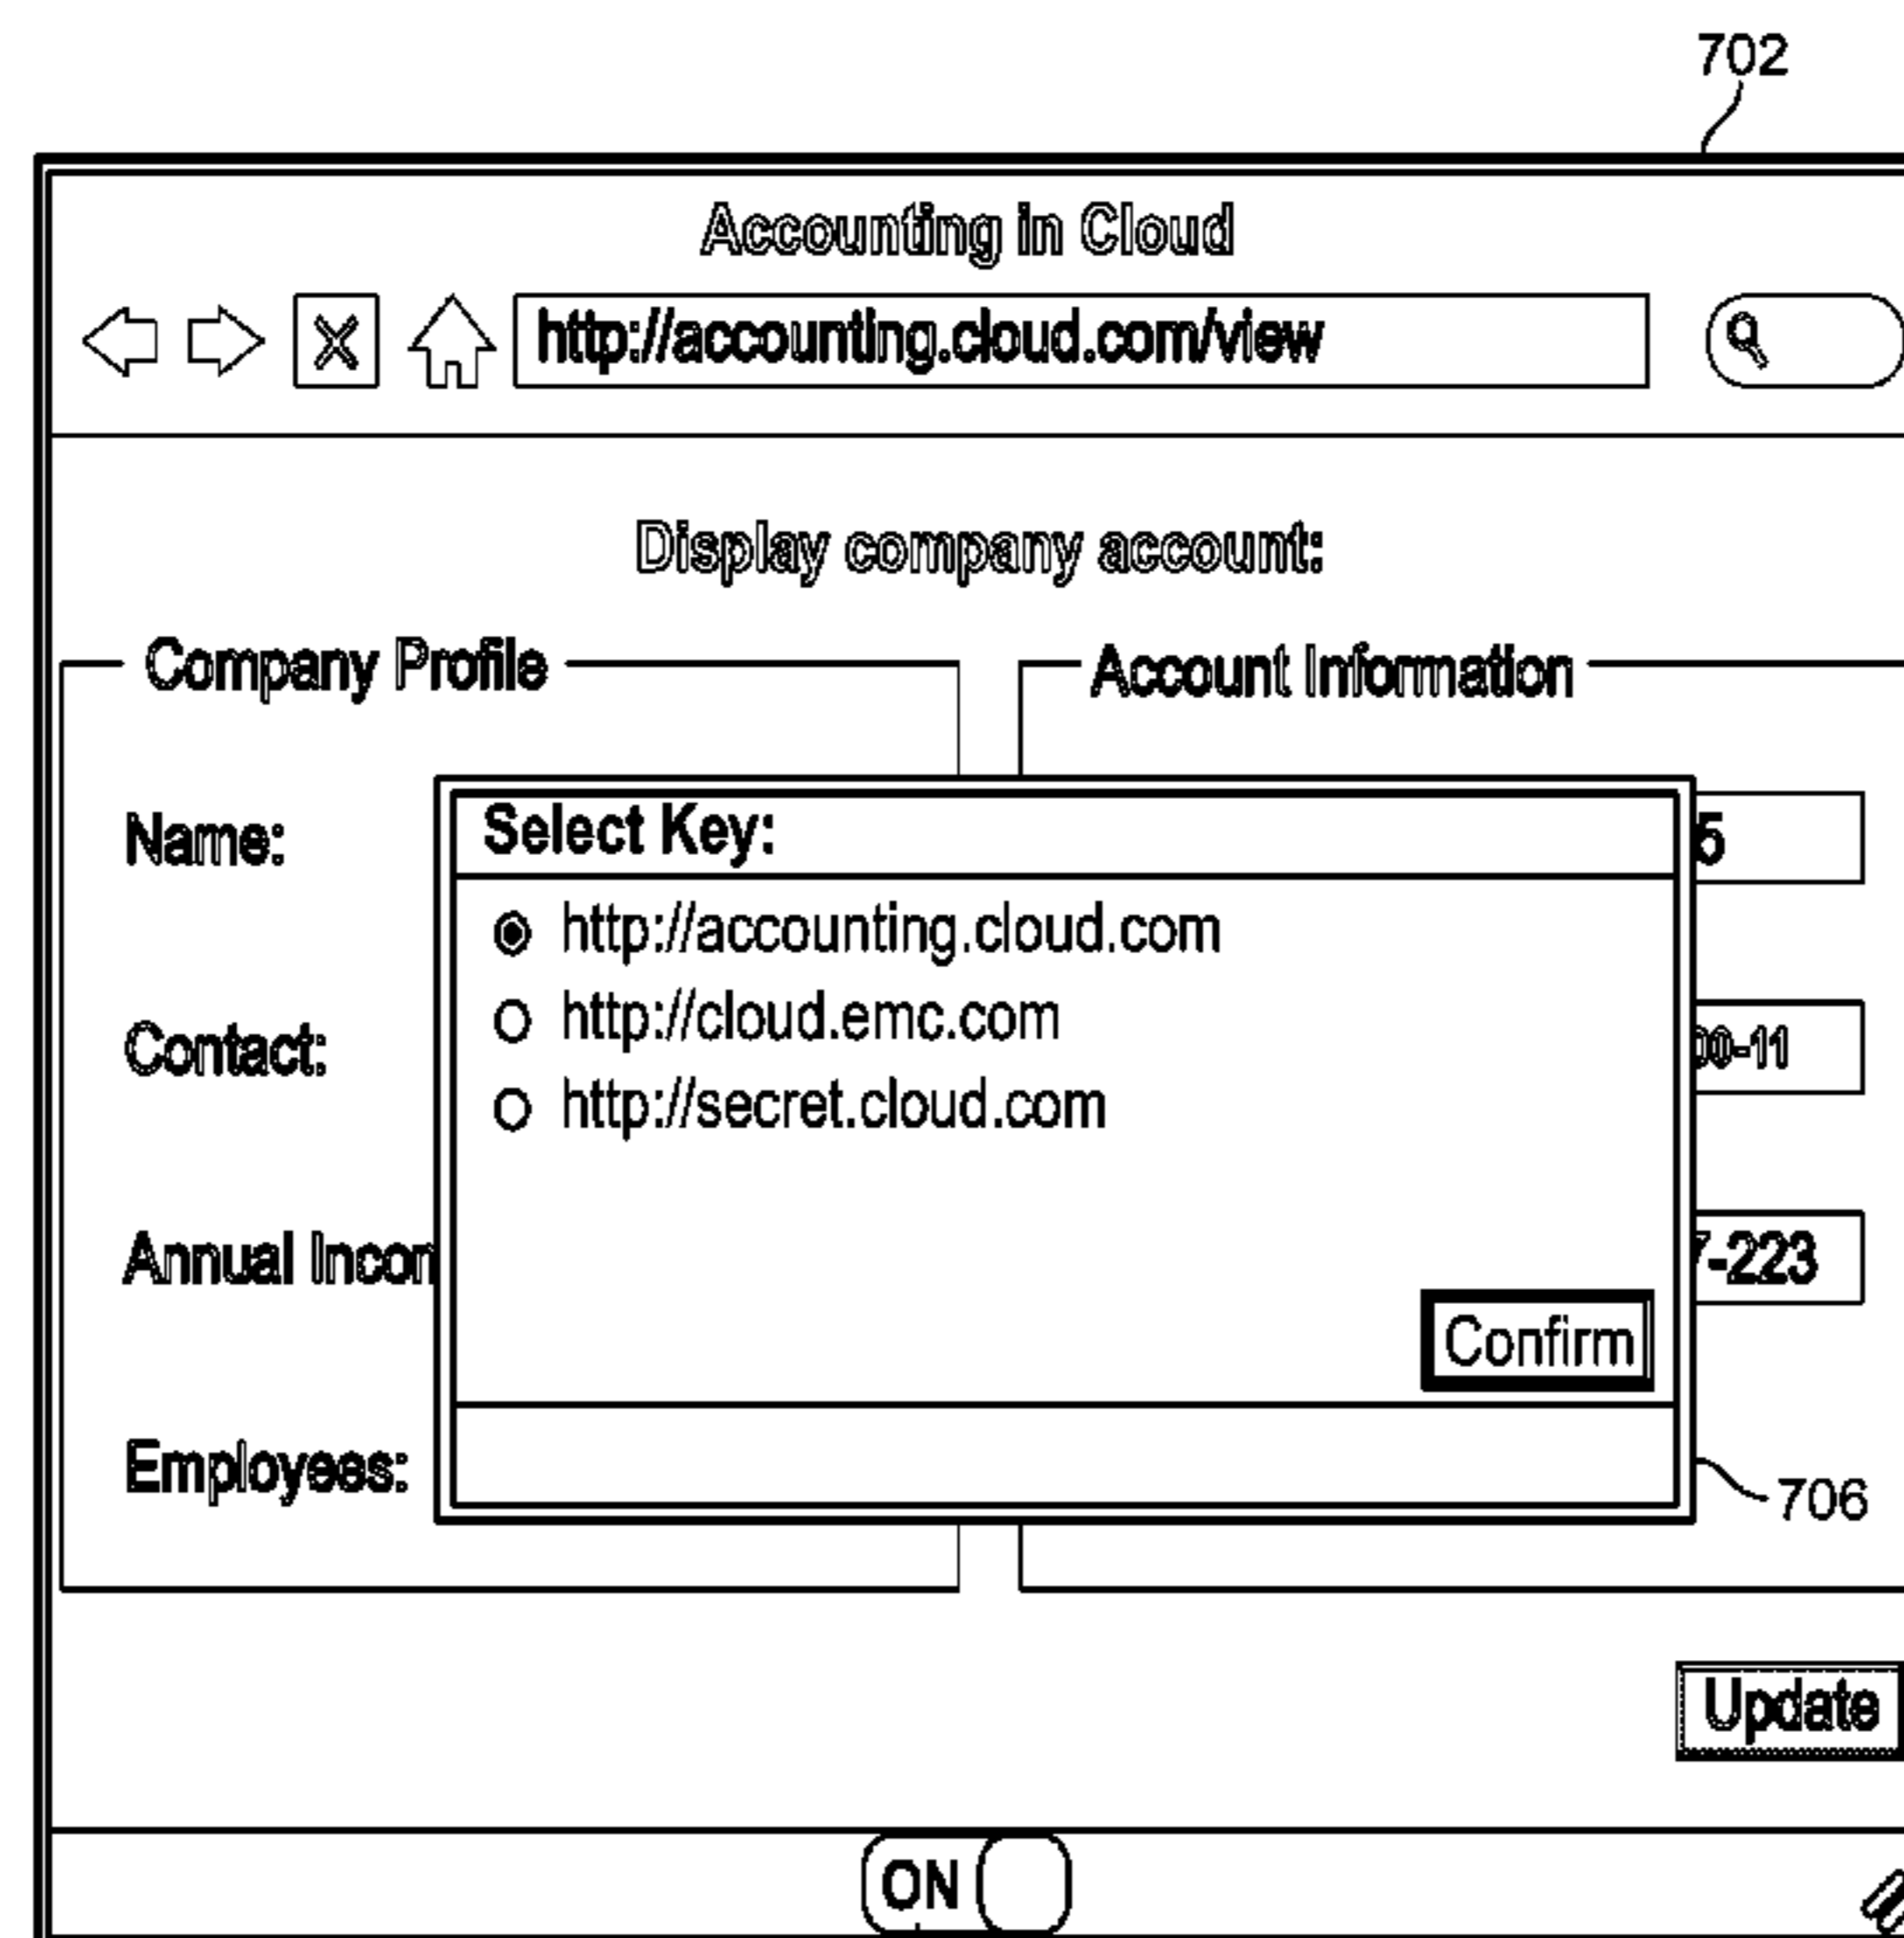 702
Accounting in Cloud
http://accounting.cloud.com/view
Display company account:
Company Profile
Account Information
Name:
Select Key:
5
http://accounting.cloud.com
http://cloud.emc.com
Contact:
00-11
http://secret.cloud.com
Annual Incom
7-223
Confirm
Employees:
706
Update
ON